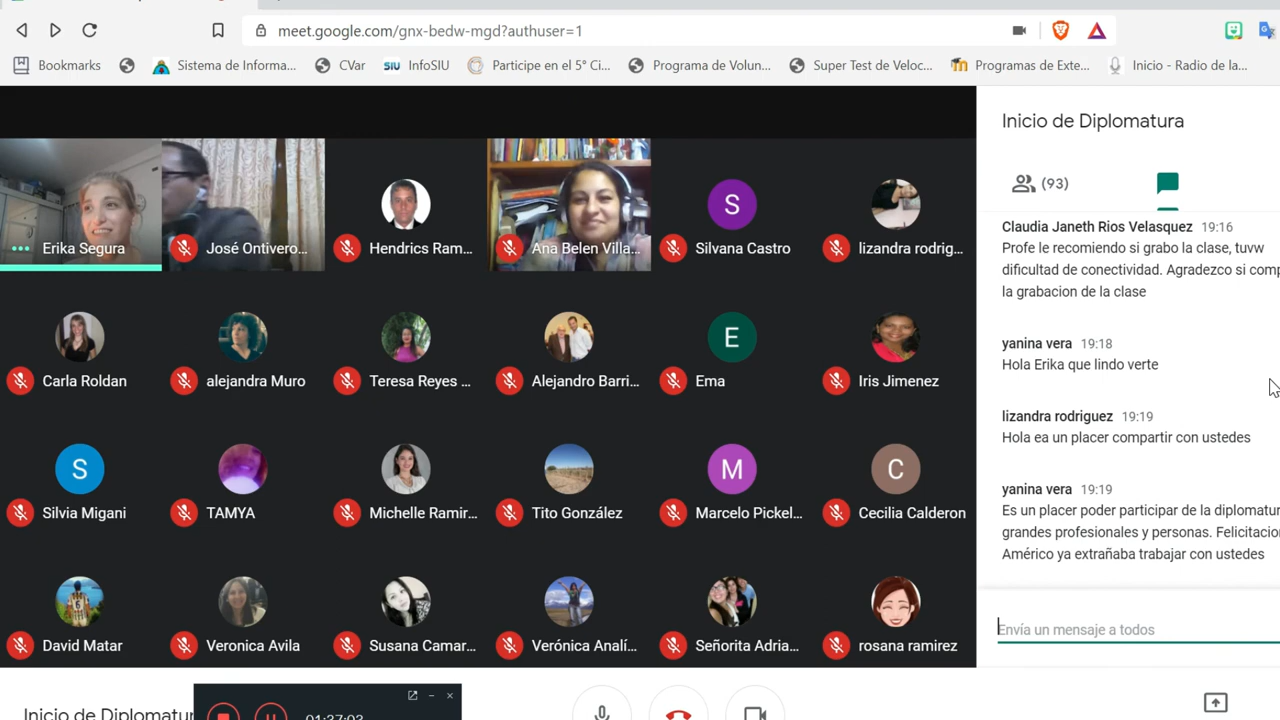 meet.google.com/gnx-bedw-mgd?authuser=1
Bookmarks
Sistema de Informa...
CVar
SIU InfoSIU
Participe en el 5° Ci...
Programa de Volun...
Super Test de Veloc...
Programas de Exte...
Inicio - Radio de la...
Inicio de Diplomatura
(93)
Erika Segura
José Ontivero...
Hendrics Ram...
Ana Belen Villa...
Silvana Castro
S
lizandra rodrig...
Carla Roldan
alejandra Muro
Teresa Reyes ...
Alejandro Barri...
E
Ema
Iris Jimenez
S
Silvia Migani
TAMYA
Michelle Ramir...
Tito González
M
Marcelo Pickel...
C
Cecilia Calderon
6
David Matar
Veronica Avila
Susana Camar...
Verónica Analí...
Señorita Adria...
rosana ramirez
Claudia Janeth Rios Velasquez 19:16
Profe le recomiendo si grabo la clase, tuvw
dificultad de conectividad. Agradezco si comp
la grabacion de la clase
yanina vera 19:18
Hola Erika que lindo verte
lizandra rodriguez 19:19
Hola ea un placer compartir con ustedes
yanina vera 19:19
Es un placer poder participar de la diplomatur
grandes profesionales y personas. Felicitacio
Américo ya extrañaba trabajar con ustedes
Envía un mensaje a todos
Inicio de Diplomatur
01:37:03